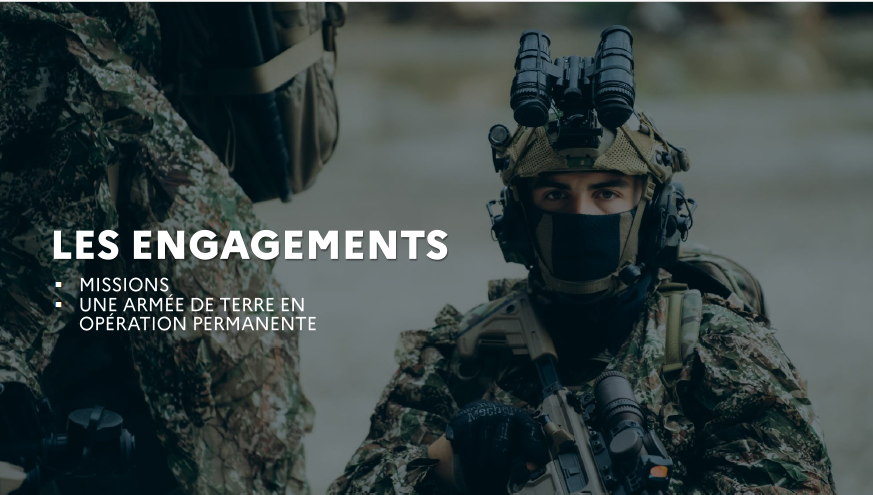 LES ENGAGEMENTS
▪ MISSIONS
▪ UNE ARMÉE DE TERRE EN
OPÉRATION PERMANENTE